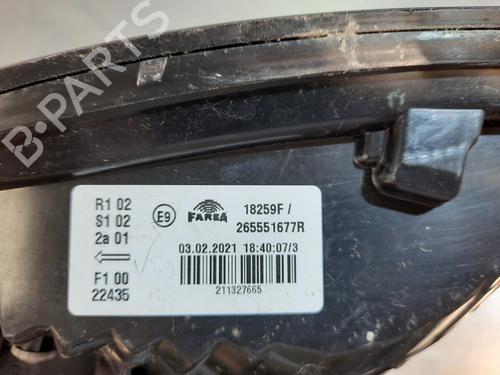 B-PARTS
R1 02
S1 02
2a 01
F1 00
22435
E9
FARBA
18259F /
265551677R
03.02.2021 18:40:07/3
211327665